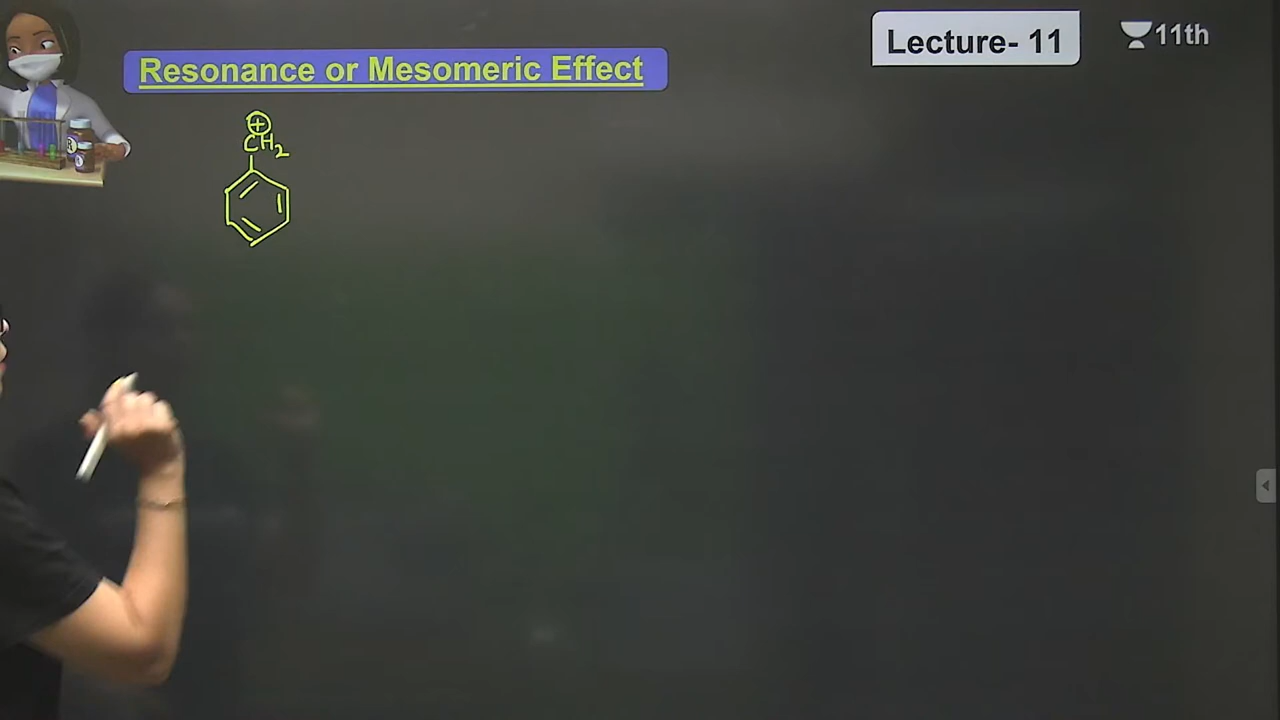 Lecture- 11
11th
Resonance or Mesomeric Effect
⊕
CH₂